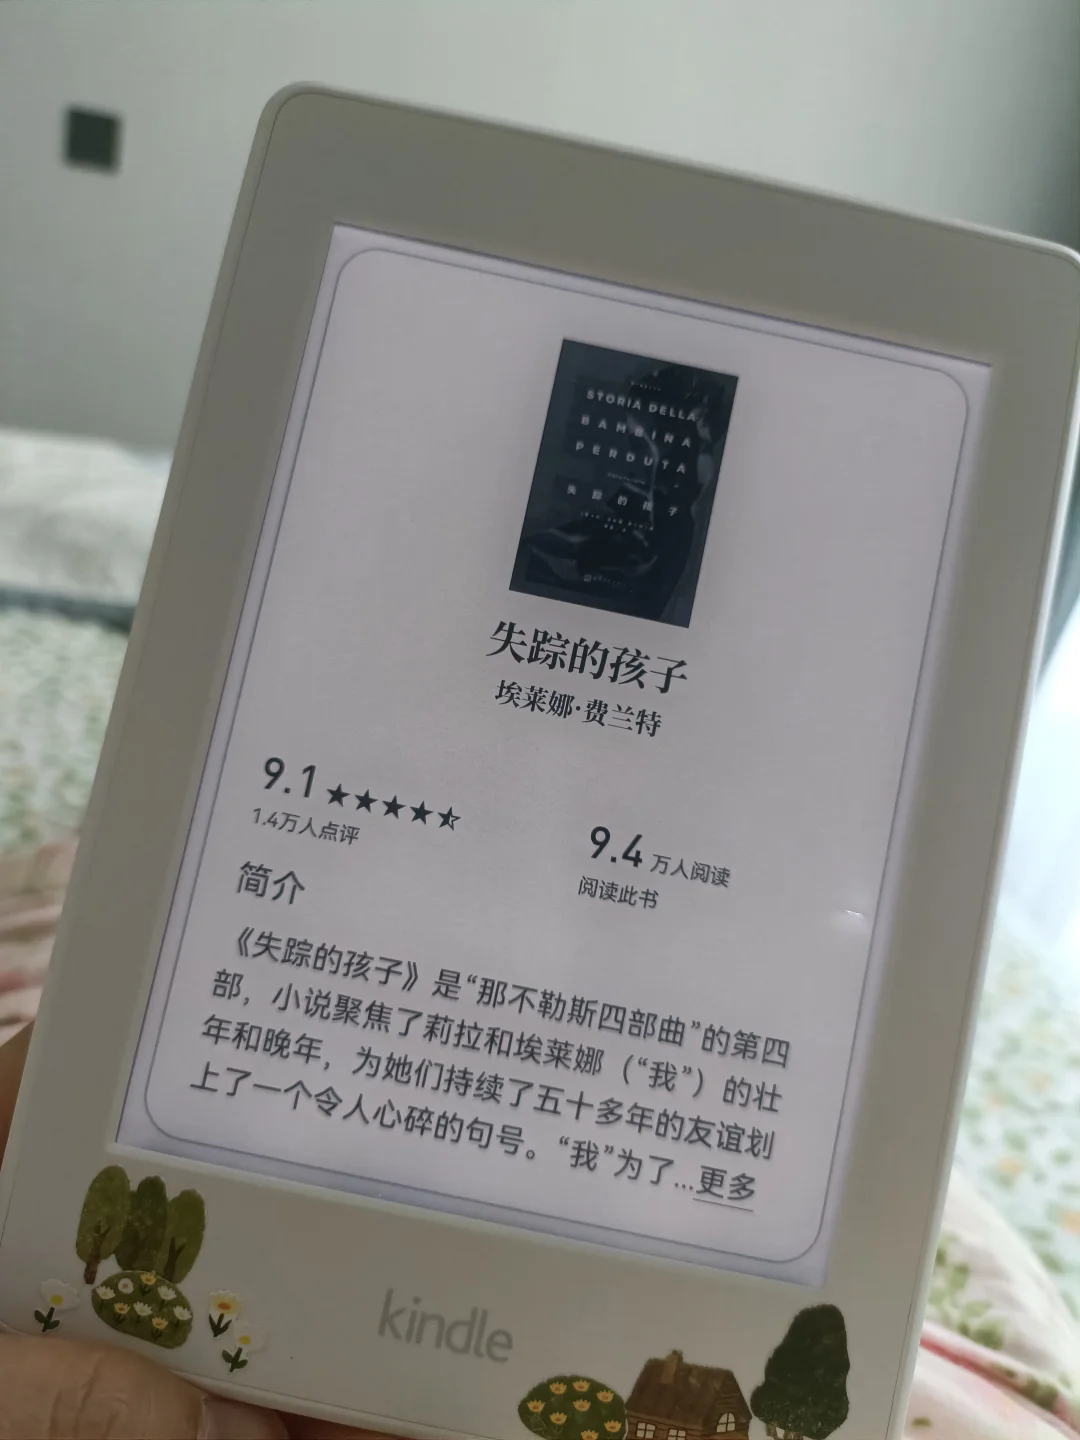 STORIA DELLA
BAMBINA
PERDUTA
失踪的孩子
失踪的孩子
埃莱娜·费兰特
9.1 ★★★★⯪
1.4万人点评
9.4 万人阅读
阅读此书
简介
《失踪的孩子》是“那不勒斯四部曲”的第四
部，小说聚焦了莉拉和埃莱娜（“我”）的壮
年和晚年，为她们持续了五十多年的友谊划
上了一个令人心碎的句号。“我”为了...更多
kindle